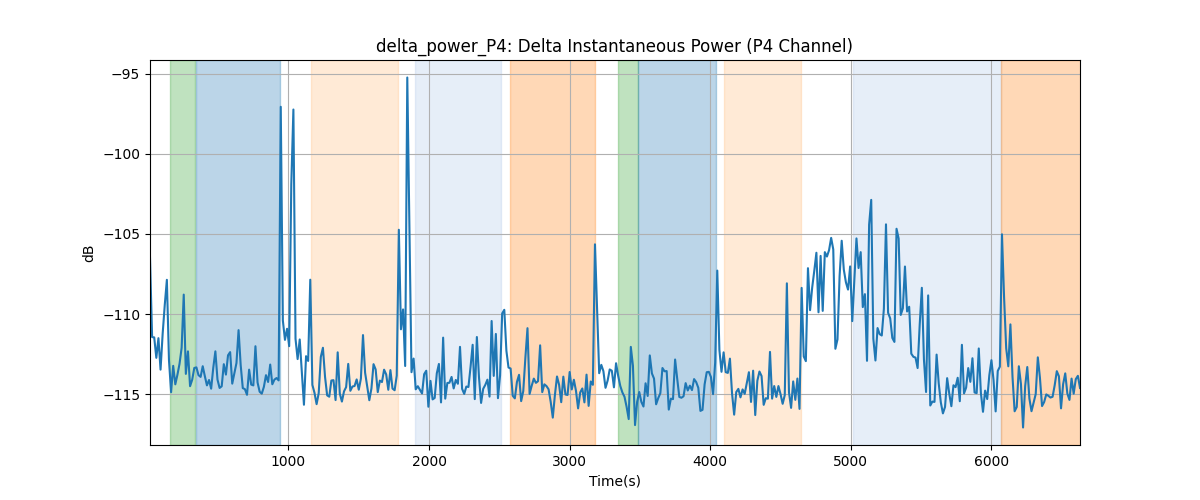 delta_power_P4: Delta Instantaneous Power (P4 Channel)
dB
−95
−100
−105
−110
−115
1000 2000 3000 4000 5000 6000
Time(s)